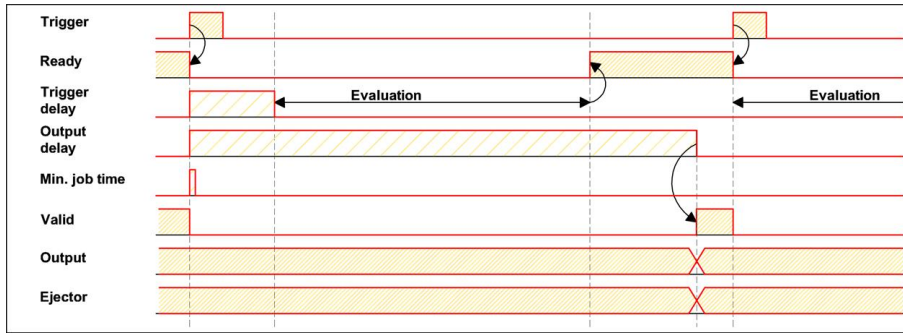 Trigger
Ready
Trigger
delay
Evaluation
Evaluation
Output
delay
Min. job time
Valid
Output
Ejector